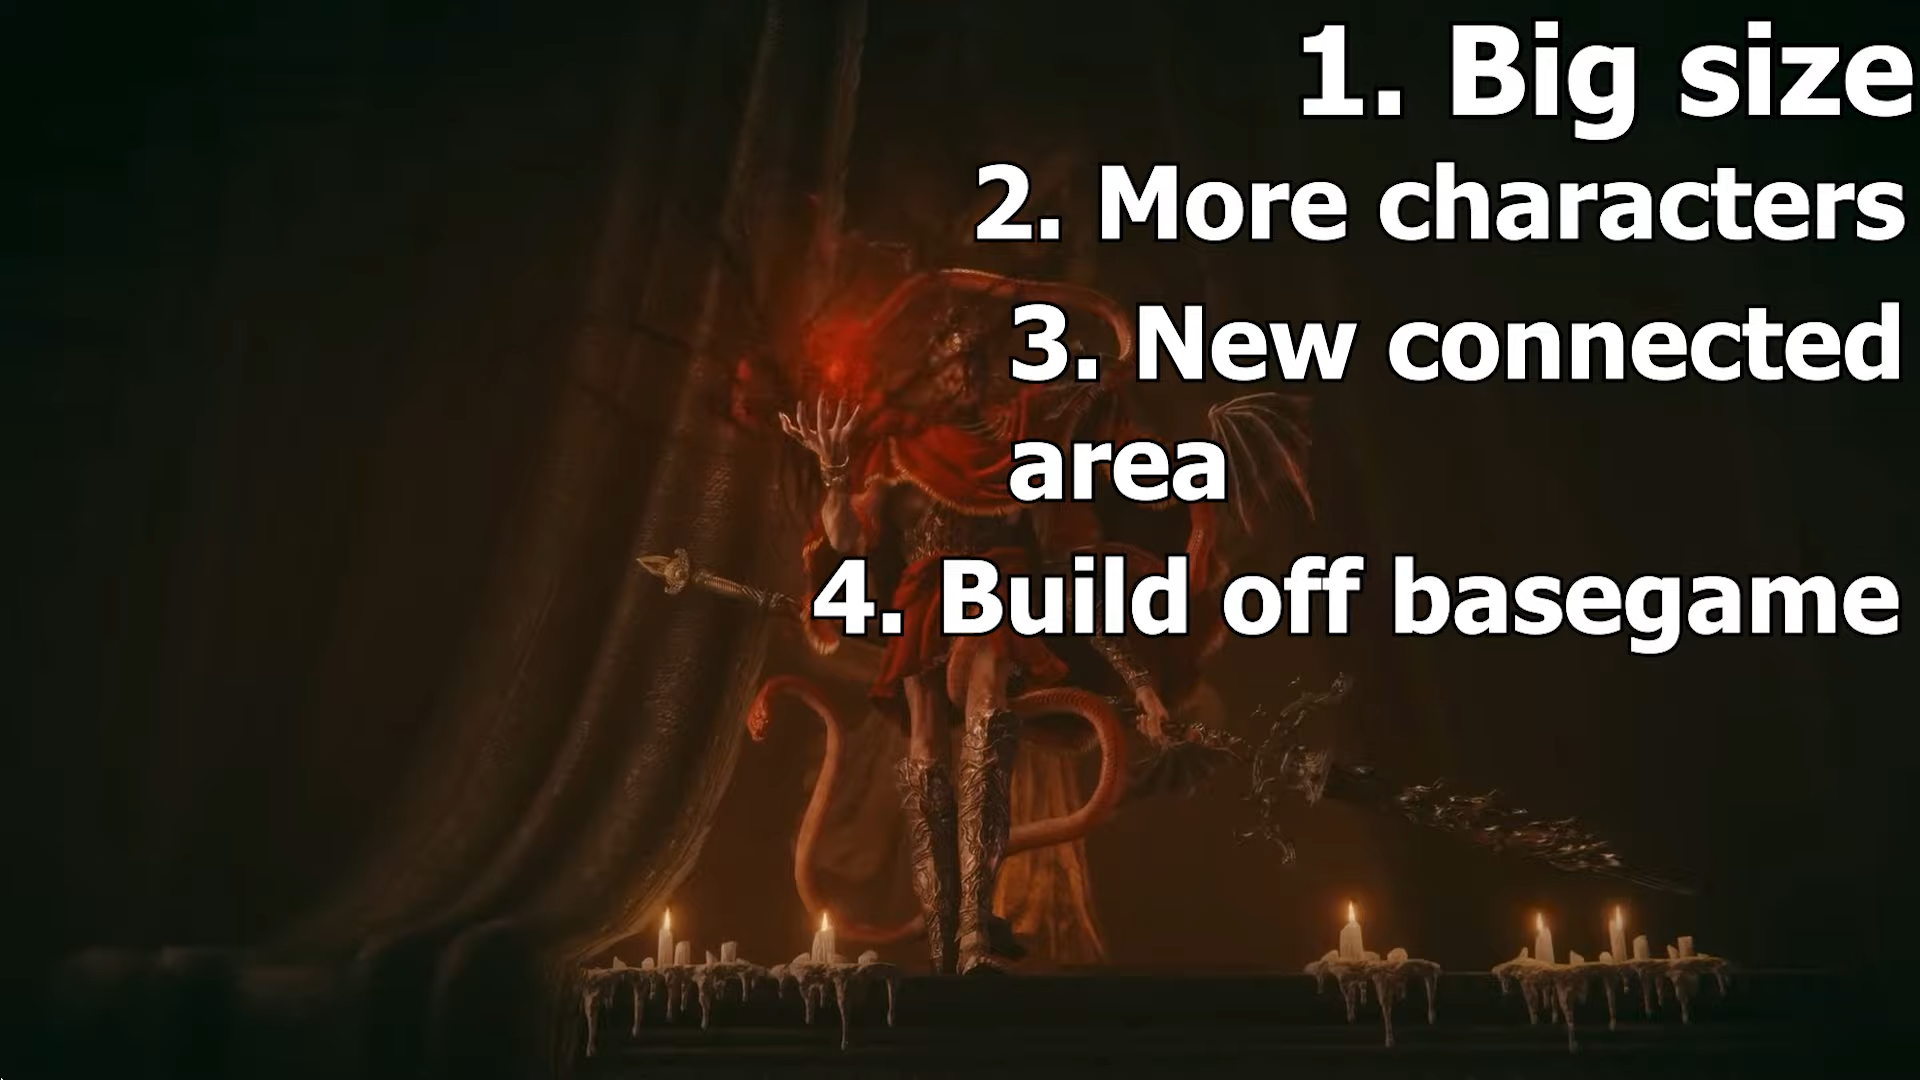 1. Big size
2. More characters
3. New connected
area
4. Build off basegame